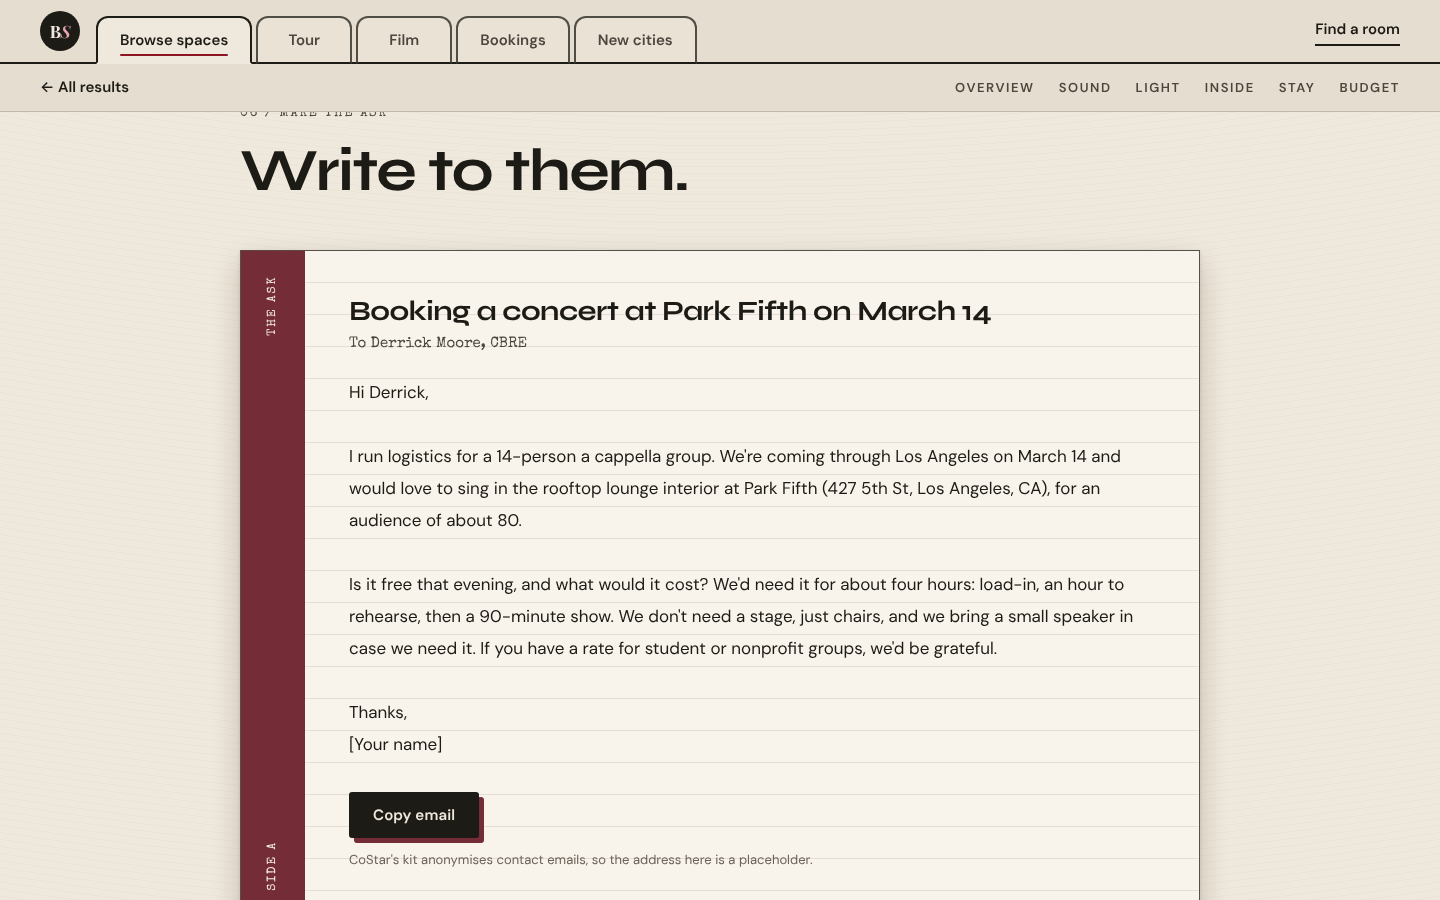 BS
Browse spaces
Tour
Film
Bookings
New cities
Find a room
← All results
OVERVIEW
SOUND
LIGHT
INSIDE
STAY
BUDGET
06 / MAKE THE ASK
Write to them.
THE ASK
Booking a concert at Park Fifth on March 14
To Derrick Moore, CBRE
Hi Derrick,
I run logistics for a 14-person a cappella group. We're coming through Los Angeles on March 14 and
would love to sing in the rooftop lounge interior at Park Fifth (427 5th St, Los Angeles, CA), for an
audience of about 80.
Is it free that evening, and what would it cost? We'd need it for about four hours: load-in, an hour to
rehearse, then a 90-minute show. We don't need a stage, just chairs, and we bring a small speaker in
case we need it. If you have a rate for student or nonprofit groups, we'd be grateful.
Thanks,
[Your name]
Copy email
CoStar's kit anonymises contact emails, so the address here is a placeholder.
SIDE A